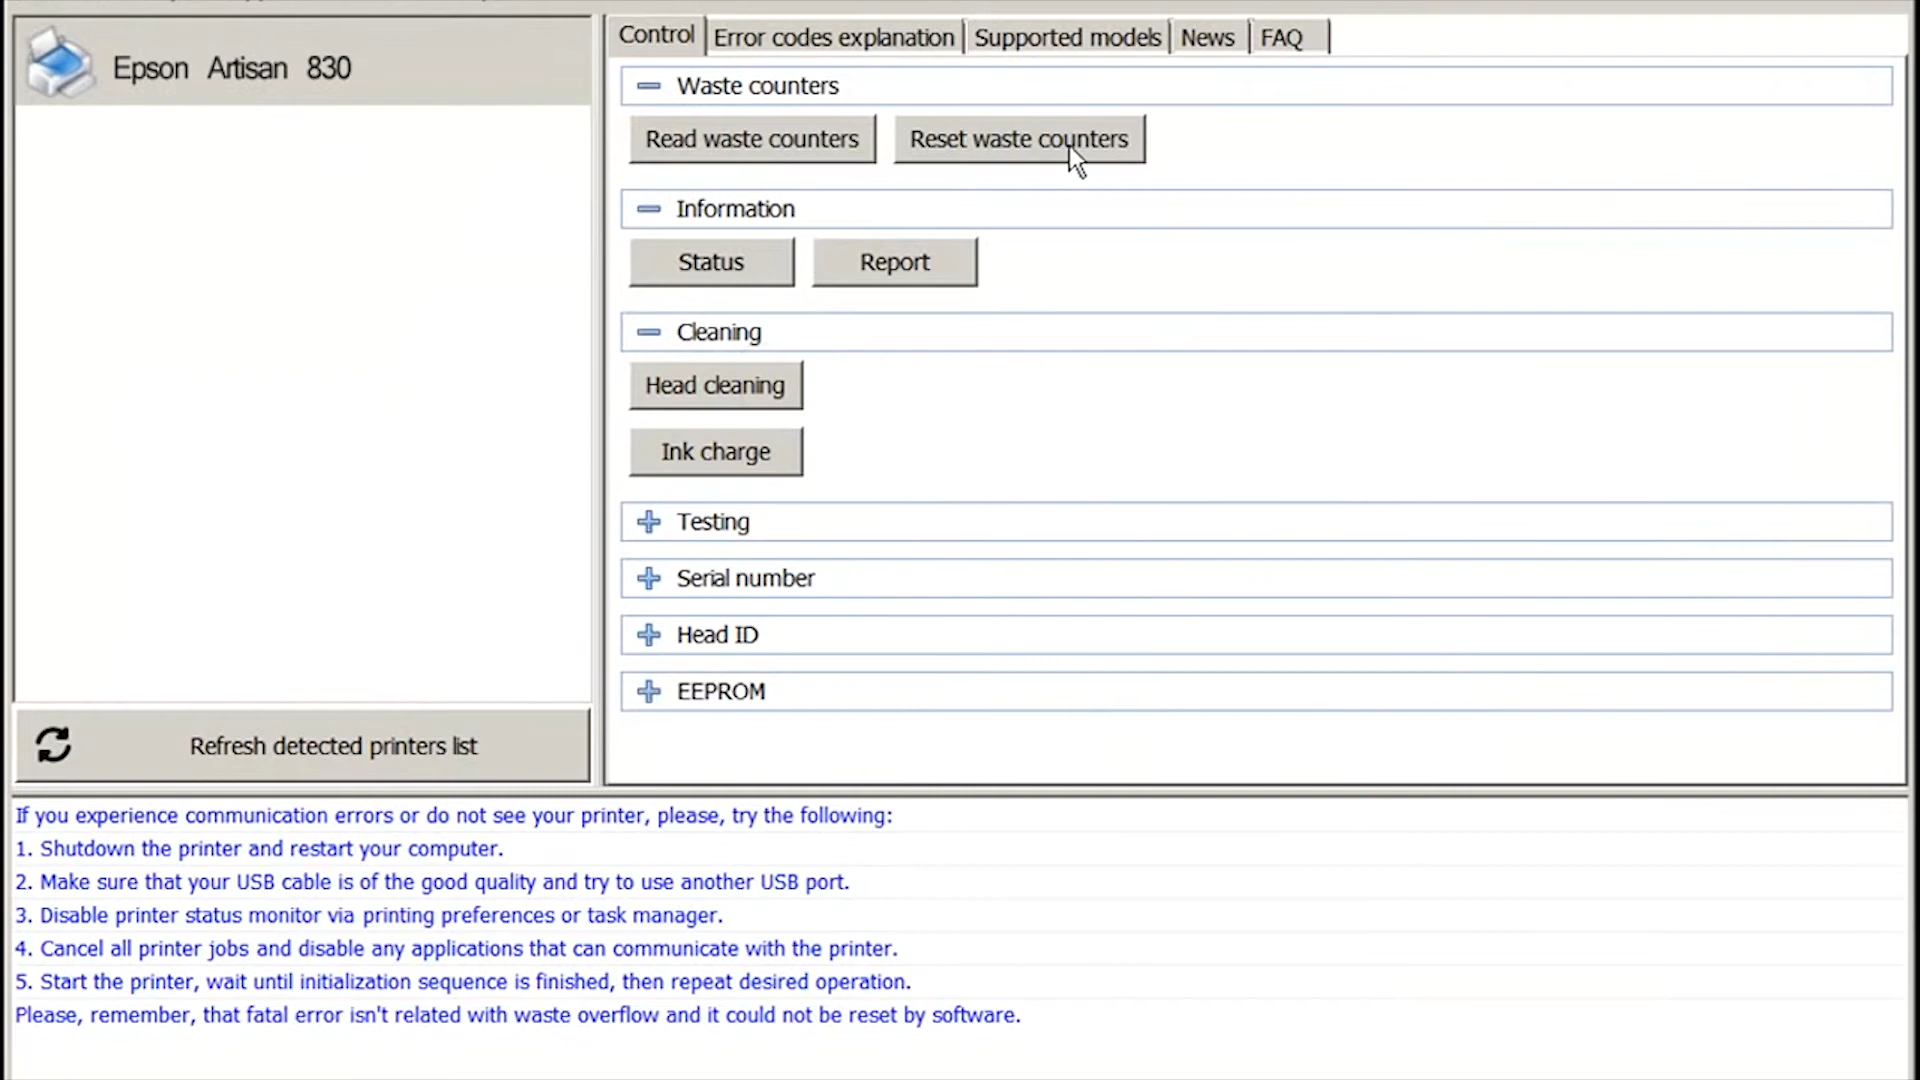 Epson Artisan 830
Control
Error codes explanation
Supported models
News
FAQ
Waste counters
Read waste counters
Reset waste counters
Information
Status
Report
Cleaning
Head cleaning
Ink charge
Testing
Serial number
Head ID
EEPROM
Refresh detected printers list
If you experience communication errors or do not see your printer, please, try the following:
1. Shutdown the printer and restart your computer.
2. Make sure that your USB cable is of the good quality and try to use another USB port.
3. Disable printer status monitor via printing preferences or task manager.
4. Cancel all printer jobs and disable any applications that can communicate with the printer.
5. Start the printer, wait until initialization sequence is finished, then repeat desired operation.
Please, remember, that fatal error isn't related with waste overflow and it could not be reset by software.